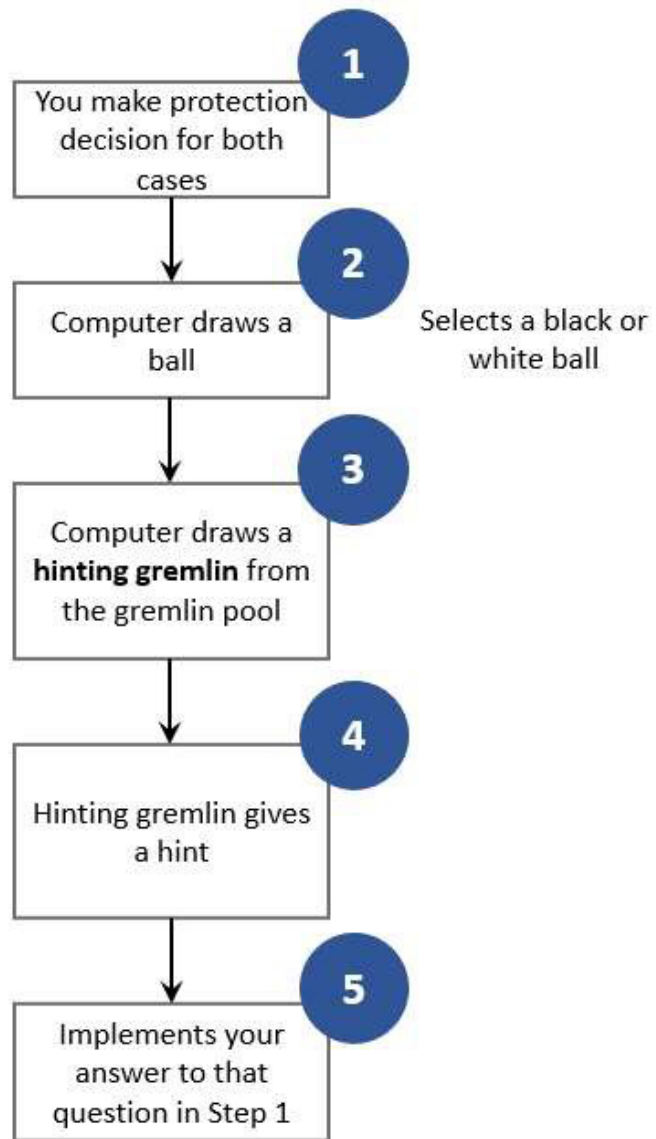 1
You make protection
decision for both
cases
2
Computer draws a
ball
Selects a black or
white ball
3
Computer draws a
hinting gremlin from
the gremlin pool
4
Hinting gremlin gives
a hint
5
Implements your
answer to that
question in Step 1